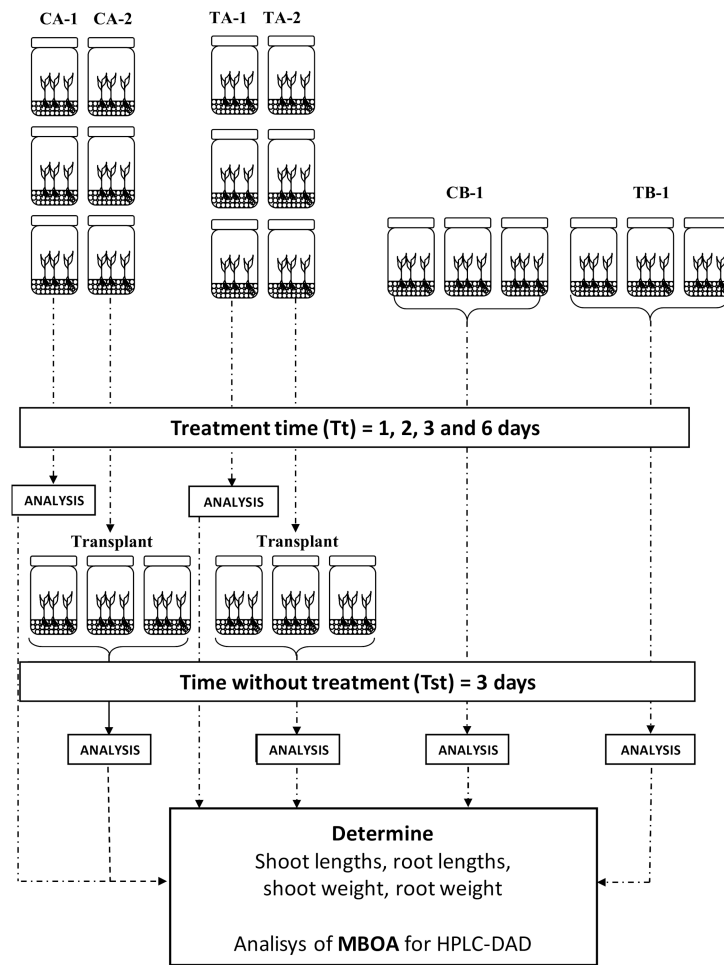 CA-1 CA-2 TA-1 TA-2
CB-1 TB-1
Treatment time (Tt) = 1, 2, 3 and 6 days
ANALYSIS ANALYSIS
Transplant Transplant
Time without treatment (Tst) = 3 days
ANALYSIS ANALYSIS ANALYSIS ANALYSIS
Determine
Shoot lengths, root lengths,
shoot weight, root weight
Analisys of MBOA for HPLC-DAD